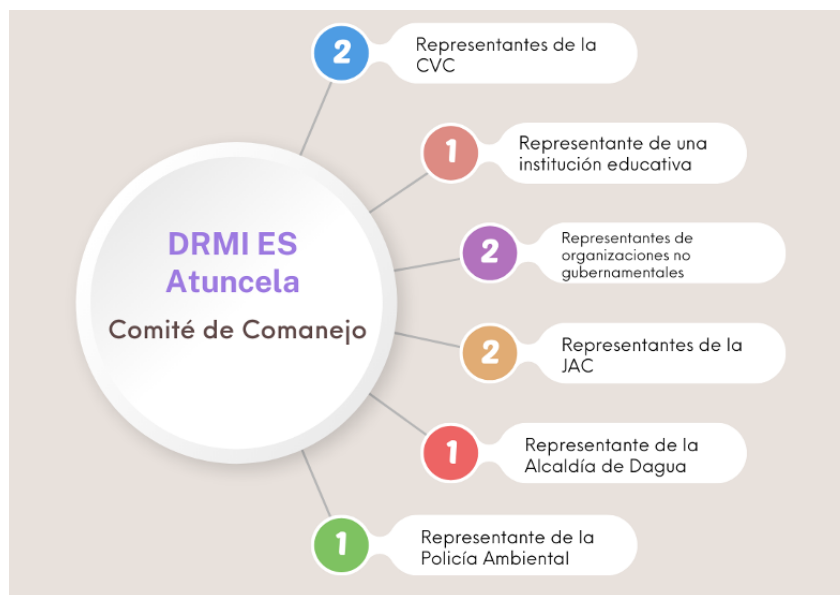 2
Representantes de la
CVC
1
Representante de una
institución educativa
DRMI ES
Atuncela
Comité de Comanejo
2
Representantes de
organizaciones no
gubernamentales
2
Representantes de la
JAC
1
Representante de la
Alcaldía de Dagua
1
Representante de la
Policía Ambiental